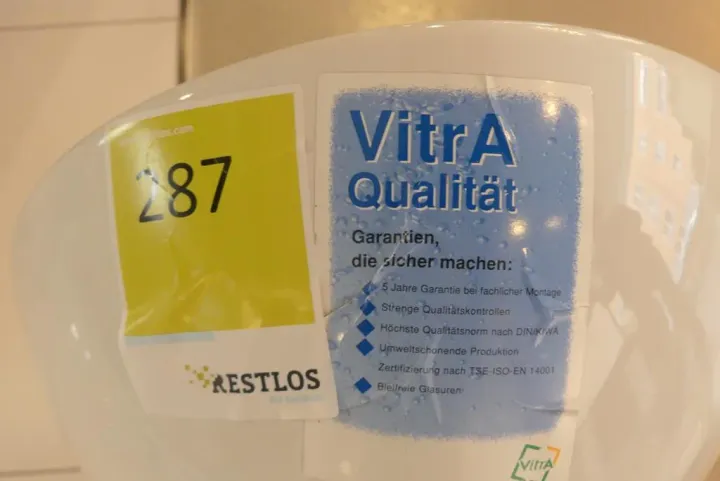 287
RESTLOS
VitrA
Qualität
Garantien,
die sicher machen:
5 Jahre Garantie bei fachlicher Montage
Strenge Qualitätskontrollen
Höchste Qualitätsnorm nach DIN/KIWA
Umweltschonende Produktion
Zertifizierung nach TSE-ISO-EN 14001
Bleifreie Glasuren
VitrA